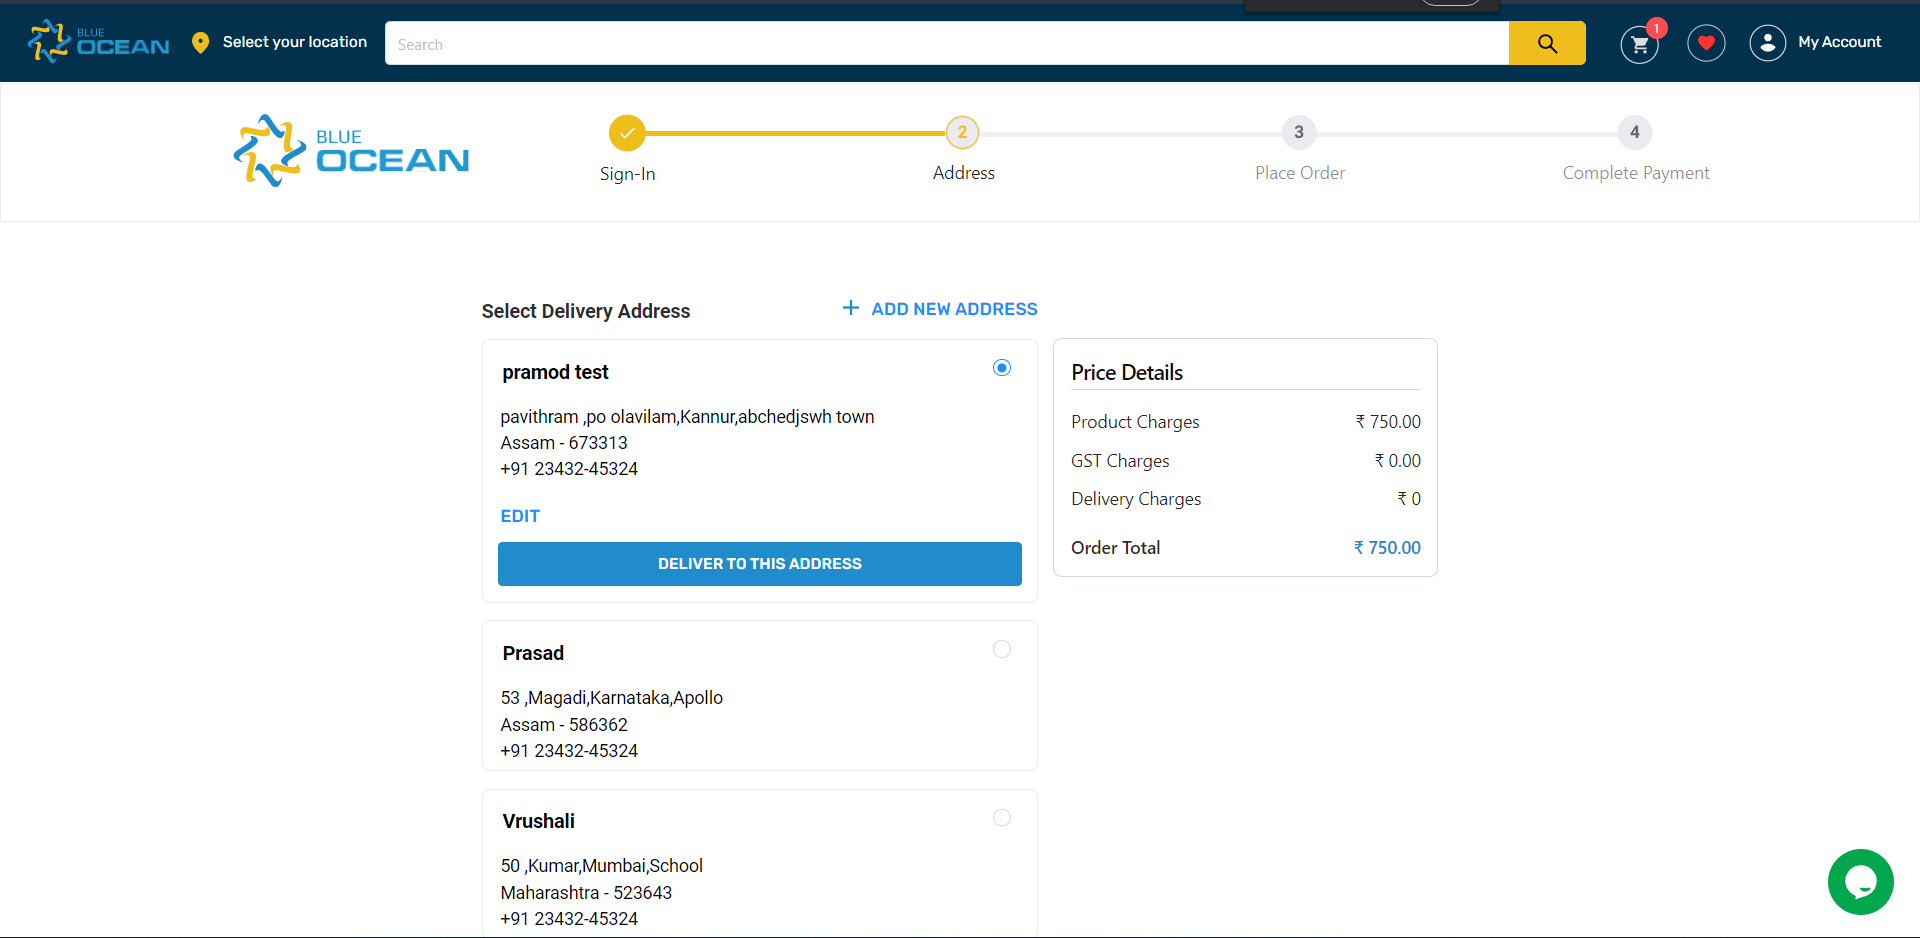 BLUE
OCEAN
Select your location
Search
1
My Account
BLUE
OCEAN
2
3
4
Sign-In
Address
Place Order
Complete Payment
Select Delivery Address
+ ADD NEW ADDRESS
pramod test
pavithram ,po olavilam,Kannur,abchedjswh town
Assam - 673313
+91 23432-45324
EDIT
DELIVER TO THIS ADDRESS
Price Details
Product Charges ₹ 750.00
GST Charges ₹ 0.00
Delivery Charges ₹ 0
Order Total ₹ 750.00
Prasad
53 ,Magadi,Karnataka,Apollo
Assam - 586362
+91 23432-45324
Vrushali
50 ,Kumar,Mumbai,School
Maharashtra - 523643
+91 23432-45324